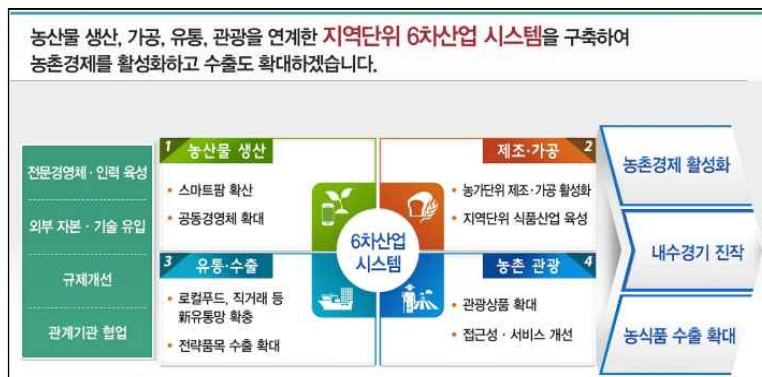 농산물 생산, 가공, 유통, 관광을 연계한 지역단위 6차산업 시스템을 구축하여
농촌경제를 활성화하고 수출도 확대하겠습니다.
전문경영체·인력 육성
외부 자본·기술 유입
규제개선
관계기관 협업
1 농산물 생산
• 스마트팜 확산
• 공동경영체 확대
제조·가공 2
• 농가단위 제조·가공 활성화
• 지역단위 식품산업 육성
6차산업
시스템
3 유통·수출
• 로컬푸드, 직거래 등
新유통망 확충
• 전략품목 수출 확대
농촌 관광 4
• 관광상품 확대
• 접근성·서비스 개선
농촌경제 활성화
내수경기 진작
농식품 수출 확대